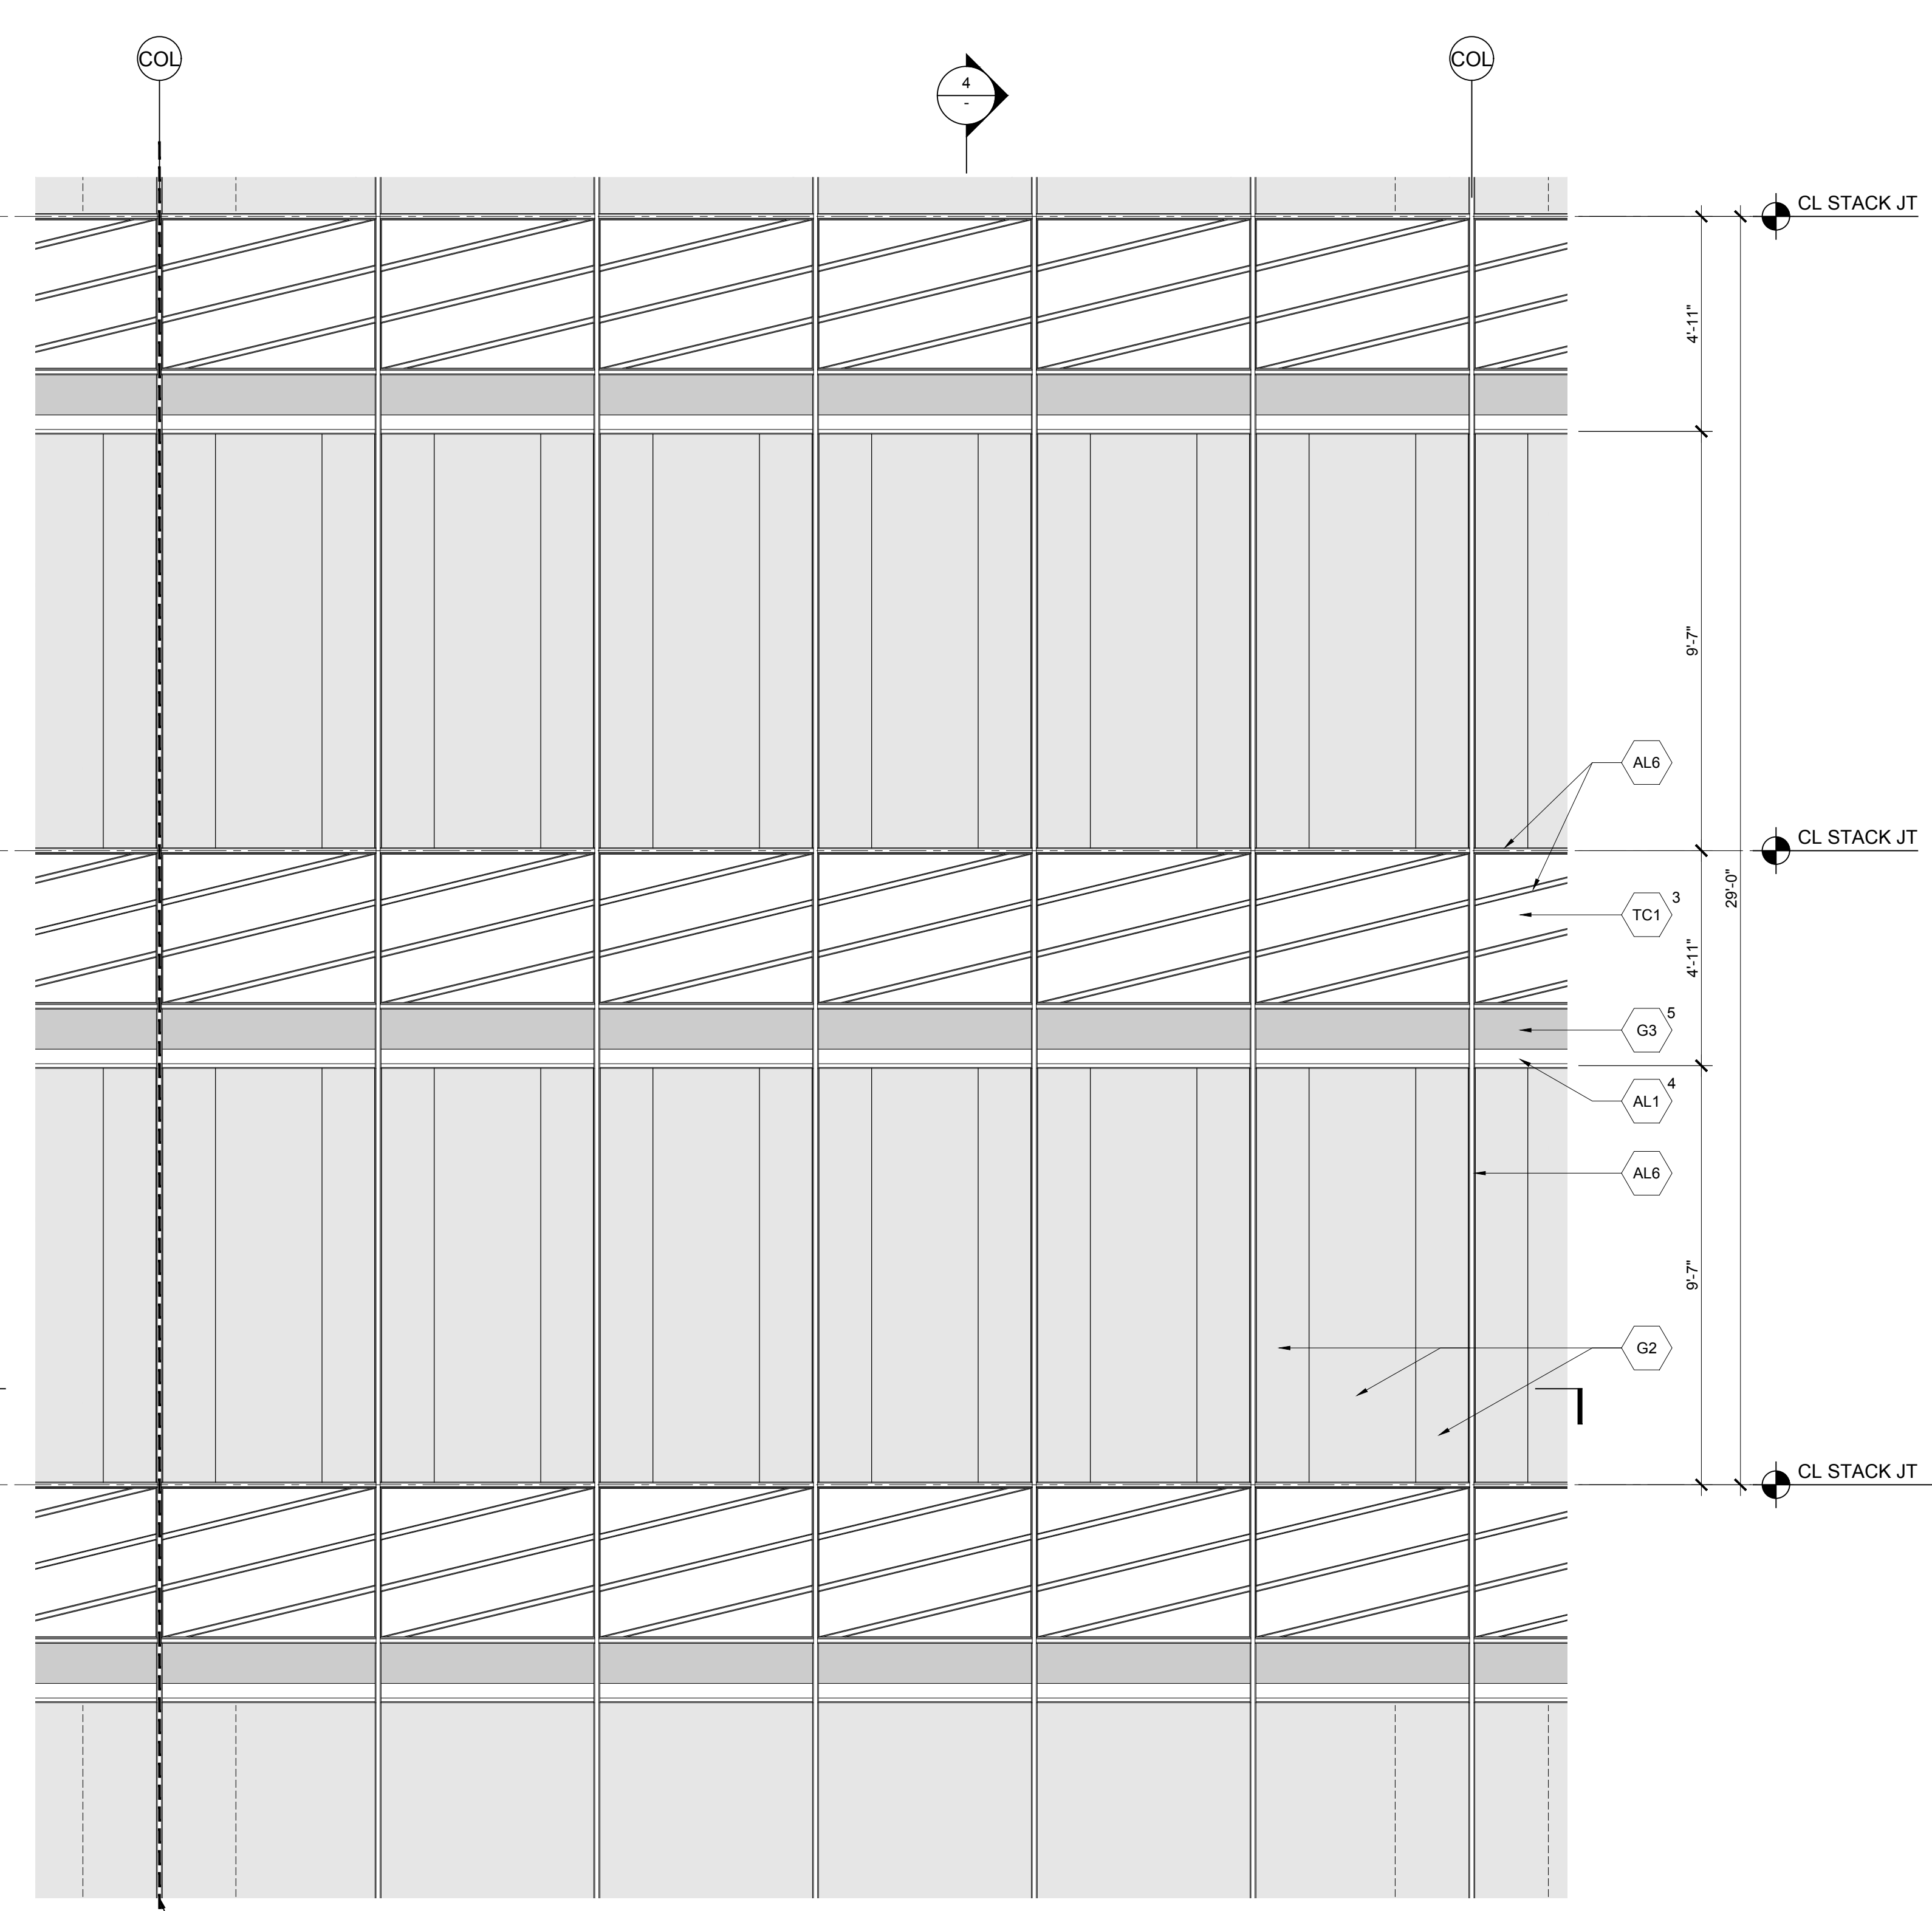 COL
COL
4
-
CL STACK JT
4'-11"
9'-7"
AL6
CL STACK JT
29'-0"
TC1 3
4'-11"
G3 5
AL1 4
AL6
9'-7"
G2
CL STACK JT